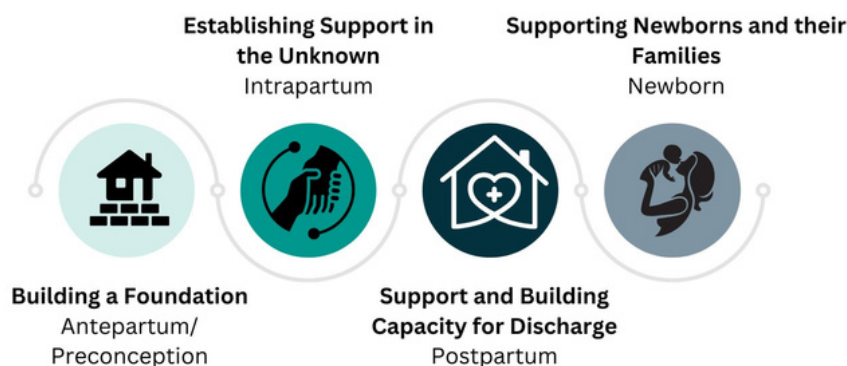 Establishing Support in
the Unknown
Intrapartum
Supporting Newborns and their
Families
Newborn
Building a Foundation
Antepartum/
Preconception
Support and Building
Capacity for Discharge
Postpartum